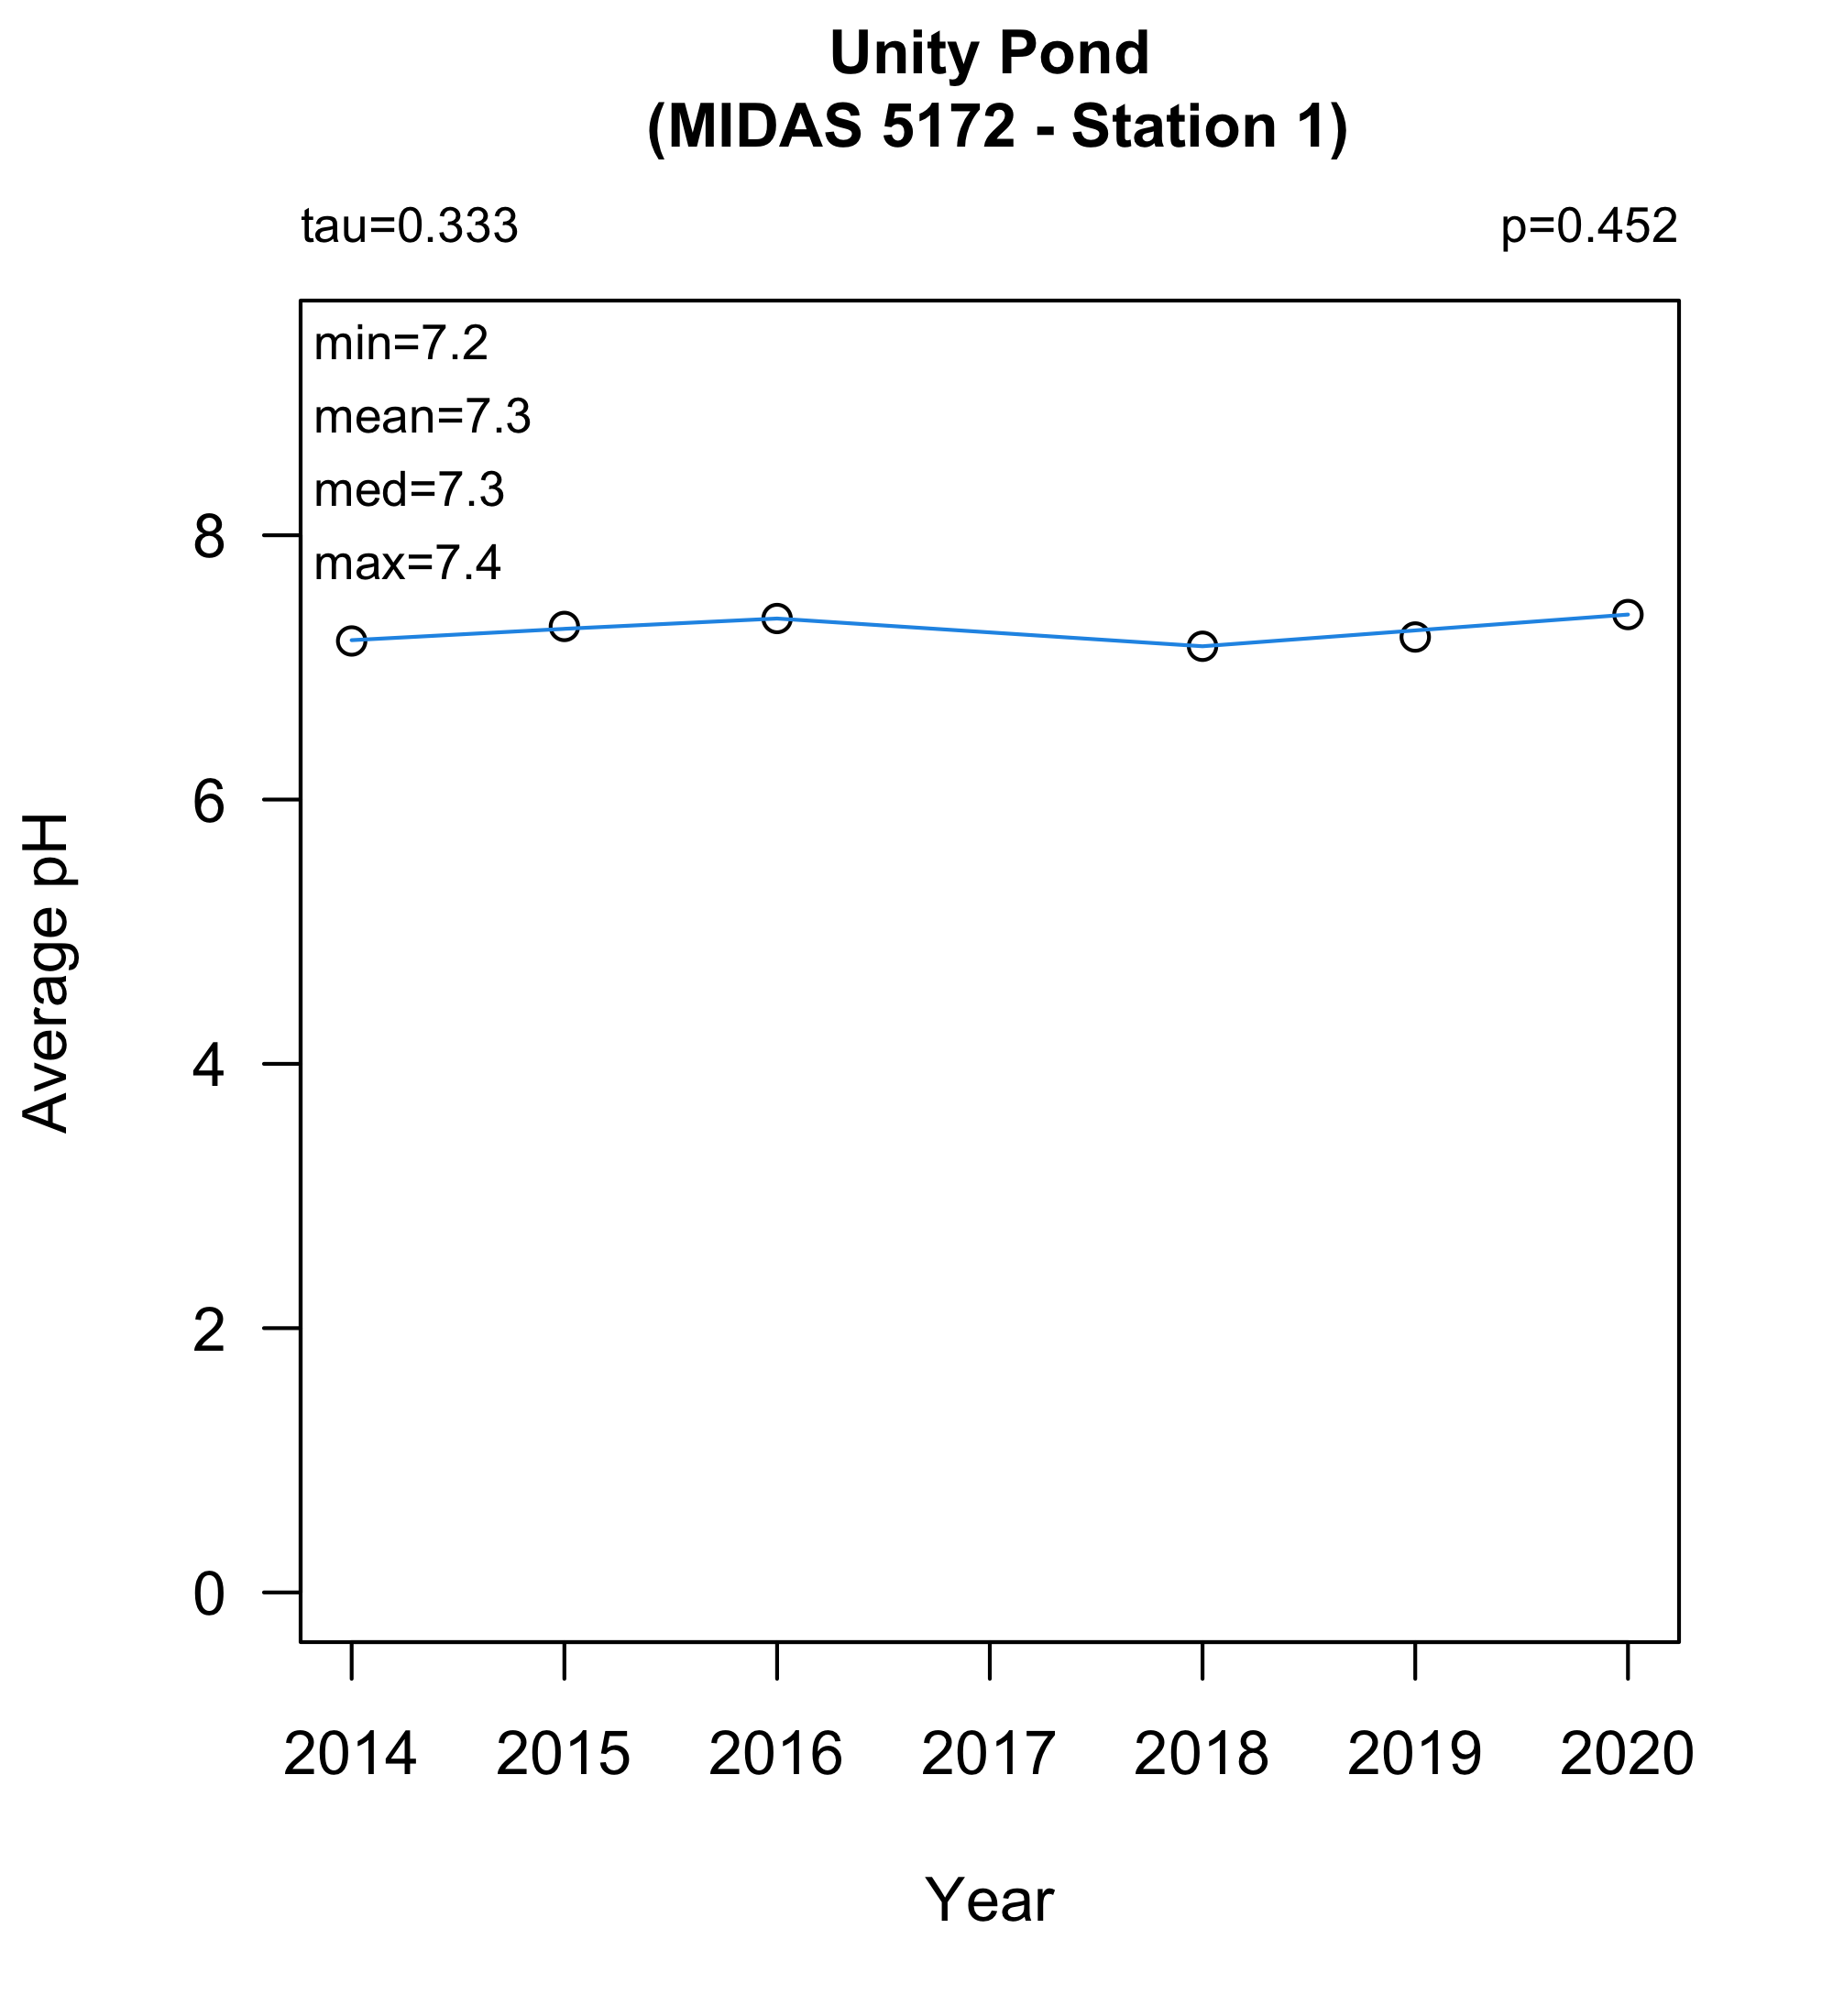 Unity Pond
(MIDAS 5172 - Station 1)
tau=0.333
p=0.452
min=7.2
mean=7.3
med=7.3
max=7.4
8
6
4
2
0
Average pH
2014 2015 2016 2017 2018 2019 2020
Year